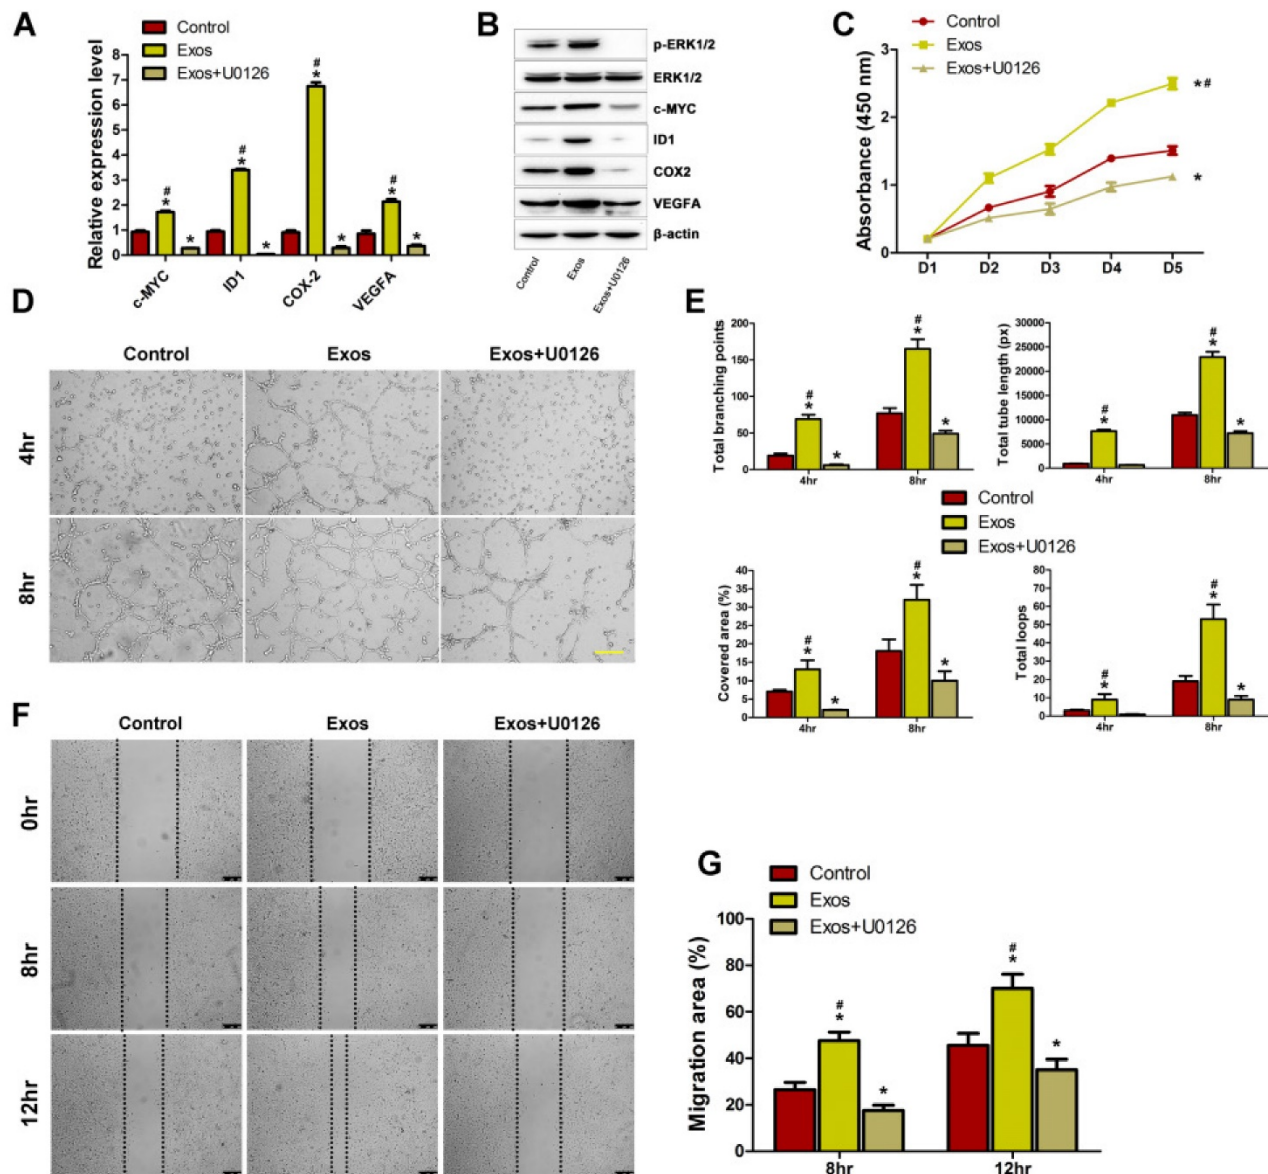 A
Control
Exos
Exos+U0126
Relative expression level
8
7
6
5
4
3
2
1
0
#
*
*
#
*
*
#
*
*
#
*
*
c-MYC
ID1
COX-2
VEGFA
B
p-ERK1/2
ERK1/2
c-MYC
ID1
COX2
VEGFA
β-actin
Control
Exos
Exos+U0126
C
Control
Exos
Exos+U0126
Absorbance (450 nm)
3
2
1
0
*#
*
D1 D2 D3 D4 D5
D
Control Exos Exos+U0126
4hr
8hr
E
Total branching points
200
150
100
50
0
#
*
*
#
*
*
4hr 8hr
Total tube length (px)
30000
25000
20000
15000
10000
5000
0
#
*
#
*
*
4hr 8hr
Control
Exos
Exos+U0126
Covered area (%)
40
35
30
25
20
15
10
5
0
#
*
*
#
*
*
4hr 8hr
Total loops
70
60
50
40
30
20
10
0
#
*
#
*
*
4hr 8hr
F
Control Exos Exos+U0126
0hr
8hr
12hr
G
Control
Exos
Exos+U0126
Migration area (%)
100
80
60
40
20
0
#
*
*
#
*
*
8hr 12hr